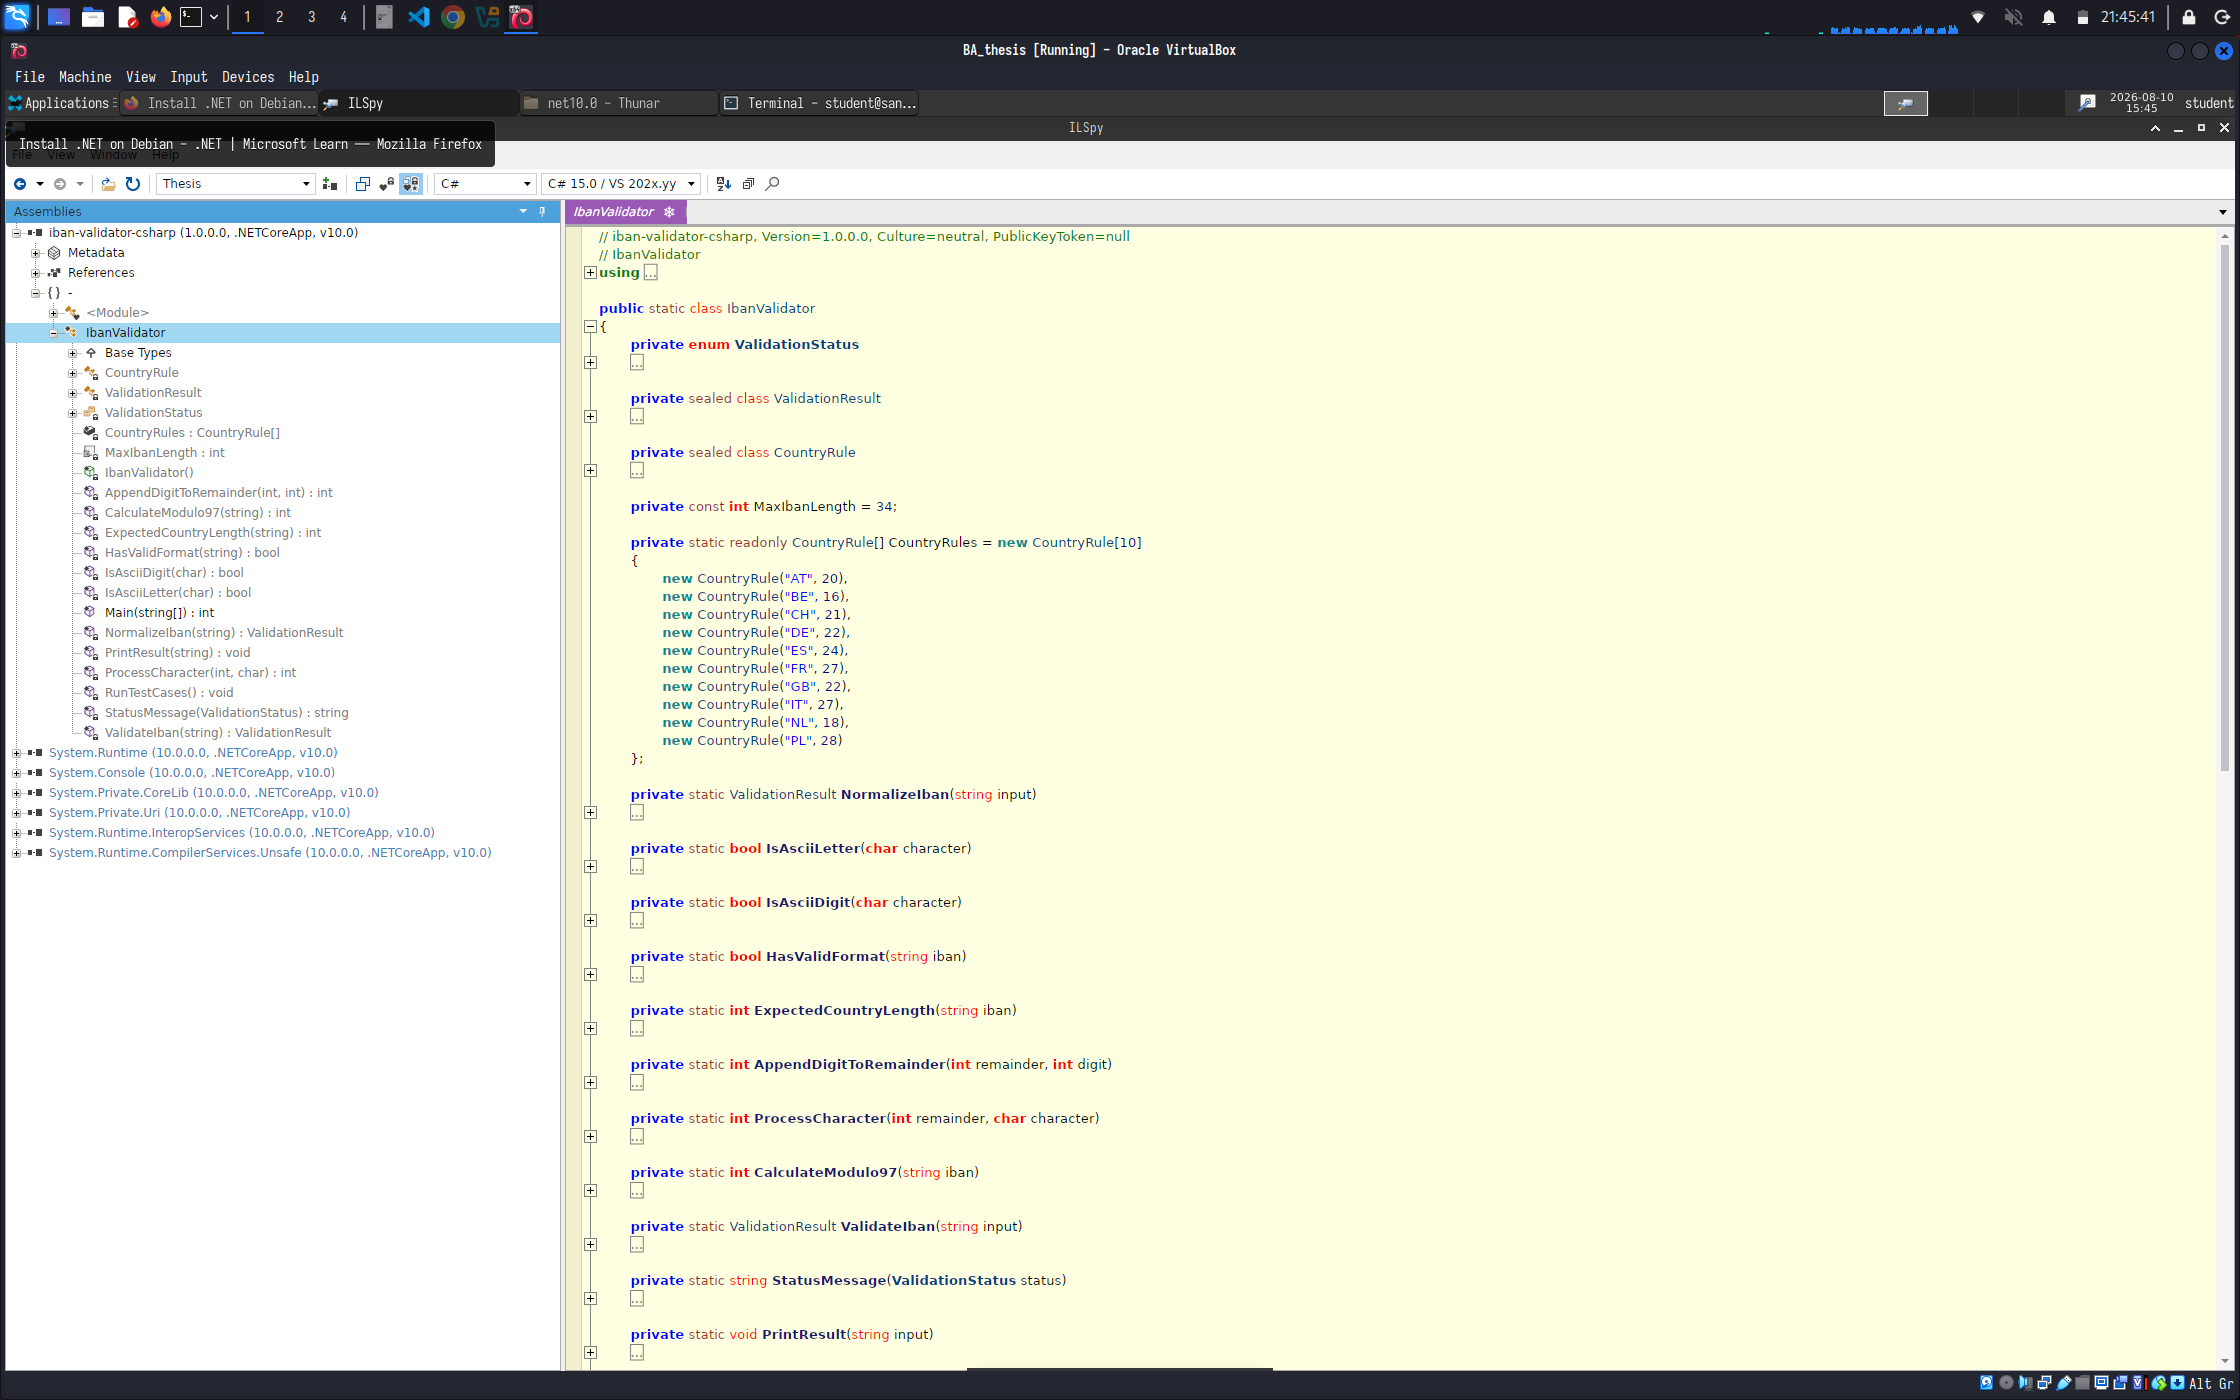 1 2 3 4 21:45:41
BA_thesis [Running] - Oracle VirtualBox
File Machine View Input Devices Help
Applications Install .NET on Debian... ILSpy net10.0 - Thunar Terminal - student@san... 2026-08-10 15:45 student
ILSpy
Install .NET on Debian - .NET | Microsoft Learn — Mozilla Firefox
File View Window Help
Thesis C# C# 15.0 / VS 202x.yy
Assemblies
iban-validator-csharp (1.0.0.0, .NETCoreApp, v10.0)
Metadata
References
{ } -
<Module>
IbanValidator
Base Types
CountryRule
ValidationResult
ValidationStatus
CountryRules : CountryRule[]
MaxIbanLength : int
IbanValidator()
AppendDigitToRemainder(int, int) : int
CalculateModulo97(string) : int
ExpectedCountryLength(string) : int
HasValidFormat(string) : bool
IsAsciiDigit(char) : bool
IsAsciiLetter(char) : bool
Main(string[]) : int
NormalizeIban(string) : ValidationResult
PrintResult(string) : void
ProcessCharacter(int, char) : int
RunTestCases() : void
StatusMessage(ValidationStatus) : string
ValidateIban(string) : ValidationResult
System.Runtime (10.0.0.0, .NETCoreApp, v10.0)
System.Console (10.0.0.0, .NETCoreApp, v10.0)
System.Private.CoreLib (10.0.0.0, .NETCoreApp, v10.0)
System.Private.Uri (10.0.0.0, .NETCoreApp, v10.0)
System.Runtime.InteropServices (10.0.0.0, .NETCoreApp, v10.0)
System.Runtime.CompilerServices.Unsafe (10.0.0.0, .NETCoreApp, v10.0)
IbanValidator
// iban-validator-csharp, Version=1.0.0.0, Culture=neutral, PublicKeyToken=null
// IbanValidator
using ...
public static class IbanValidator
{
private enum ValidationStatus
...
private sealed class ValidationResult
...
private sealed class CountryRule
...
private const int MaxIbanLength = 34;
private static readonly CountryRule[] CountryRules = new CountryRule[10]
{
new CountryRule("AT", 20),
new CountryRule("BE", 16),
new CountryRule("CH", 21),
new CountryRule("DE", 22),
new CountryRule("ES", 24),
new CountryRule("FR", 27),
new CountryRule("GB", 22),
new CountryRule("IT", 27),
new CountryRule("NL", 18),
new CountryRule("PL", 28)
};
private static ValidationResult NormalizeIban(string input)
...
private static bool IsAsciiLetter(char character)
...
private static bool IsAsciiDigit(char character)
...
private static bool HasValidFormat(string iban)
...
private static int ExpectedCountryLength(string iban)
...
private static int AppendDigitToRemainder(int remainder, int digit)
...
private static int ProcessCharacter(int remainder, char character)
...
private static int CalculateModulo97(string iban)
...
private static ValidationResult ValidateIban(string input)
...
private static string StatusMessage(ValidationStatus status)
...
private static void PrintResult(string input)
...
Alt Gr